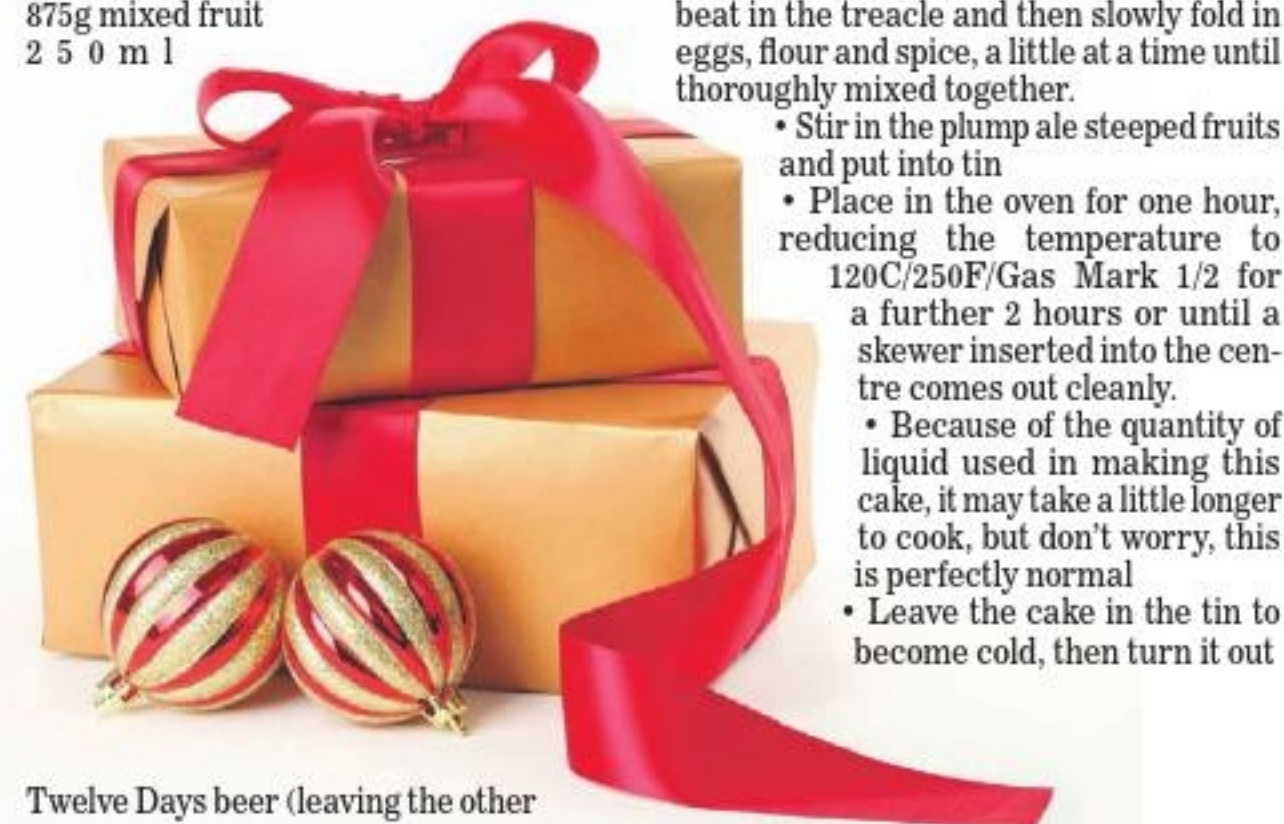 875g mixed fruit
2 5 0 m l
Twelve Days beer (leaving the other
beat in the treacle and then slowly fold in
eggs, flour and spice, a little at a time until
thoroughly mixed together.
• Stir in the plump ale steeped fruits
and put into tin
• Place in the oven for one hour,
reducing the temperature to
120C/250F/Gas Mark 1/2 for
a further 2 hours or until a
skewer inserted into the cen-
tre comes out cleanly.
• Because of the quantity of
liquid used in making this
cake, it may take a little longer
to cook, but don't worry, this
is perfectly normal
• Leave the cake in the tin to
become cold, then turn it out